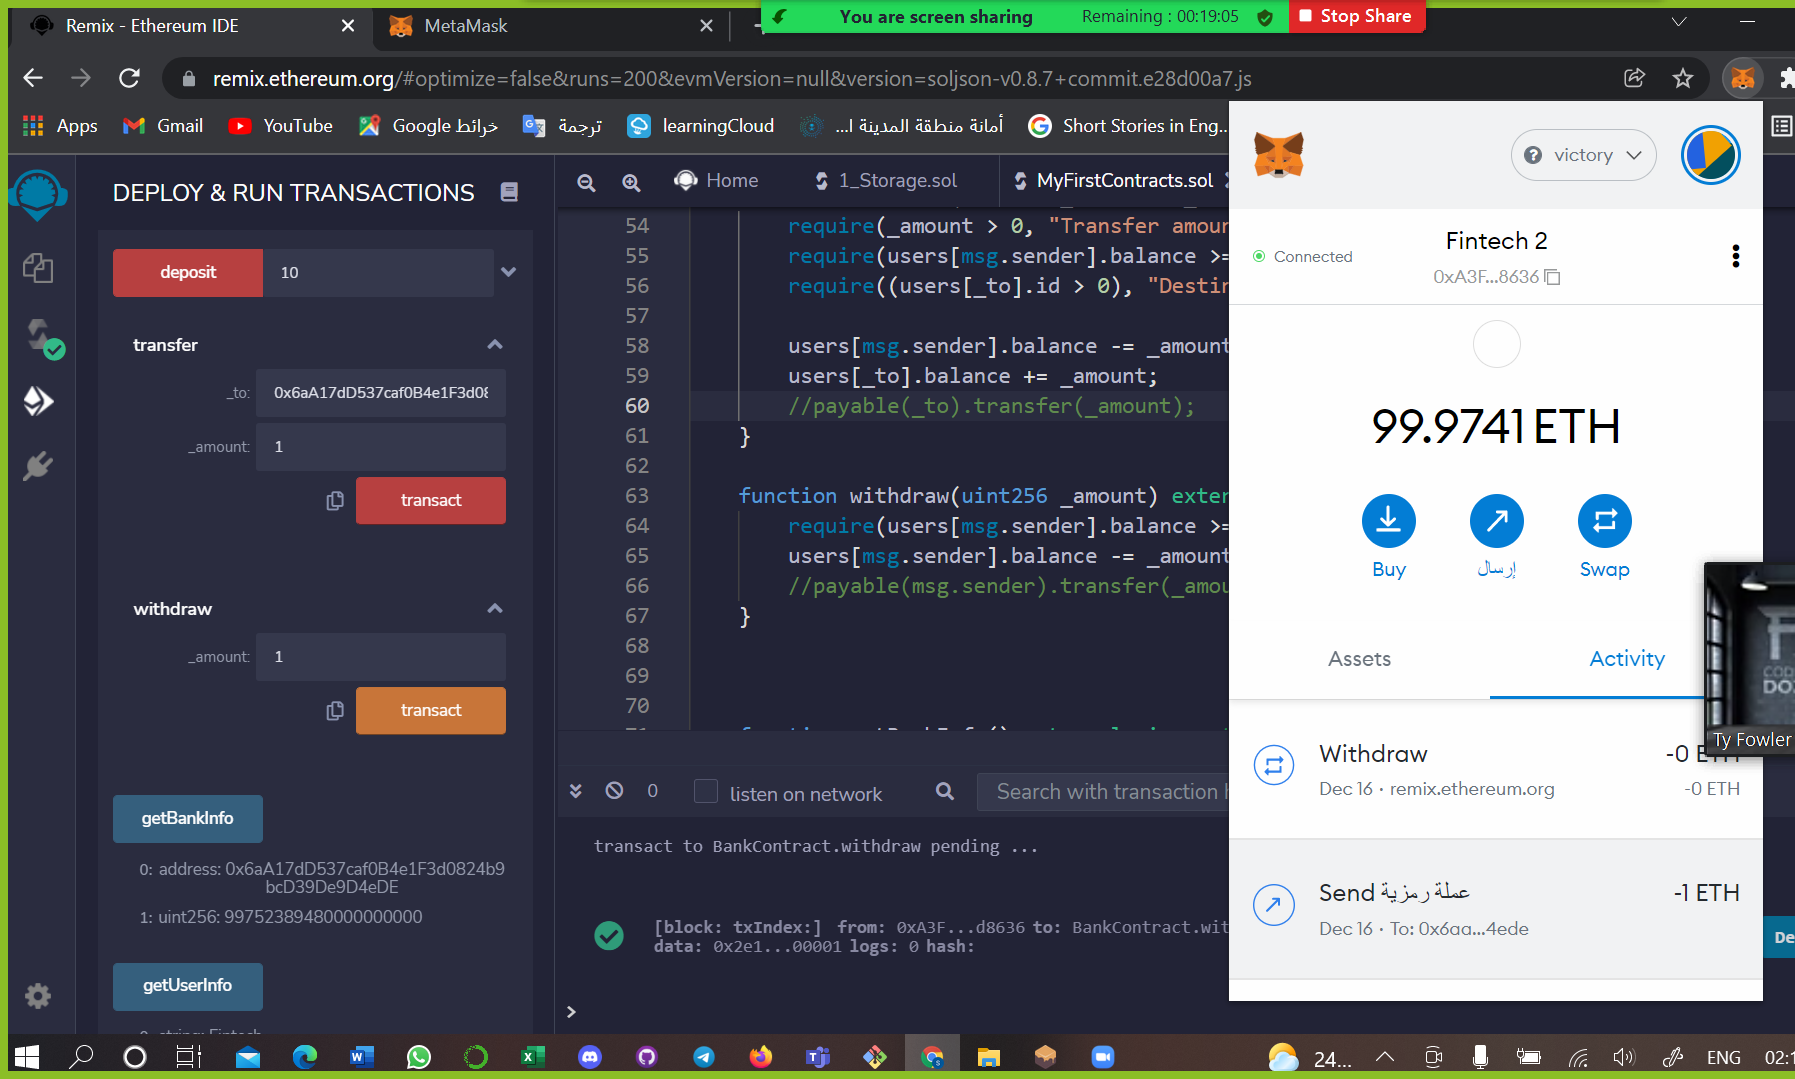 Remix - Ethereum IDE
MetaMask
You are screen sharing
Remaining : 00:19:05
Stop Share
remix.ethereum.org/#optimize=false&runs=200&evmVersion=null&version=soljson-v0.8.7+commit.e28d00a7.js
Apps
Gmail
YouTube
خرائط Google
ترجمة
learningCloud
أمانة منطقة المدينة ا...
Short Stories in Eng...
DEPLOY & RUN TRANSACTIONS
deposit
10
transfer
_to:
0x6aA17dD537caf0B4e1F3d08
_amount:
1
transact
withdraw
_amount:
1
transact
getBankInfo
0: address: 0x6aA17dD537caf0B4e1F3d0824b9
bcD39De9D4eDE
1: uint256: 99752389480000000000
getUserInfo
0: string: Fintech
Home
1_Storage.sol
MyFirstContracts.sol
54 require(_amount > 0, "Transfer amour
55 require(users[msg.sender].balance >=
56 require((users[_to].id > 0), "Destir
57
58 users[msg.sender].balance -= _amount
59 users[_to].balance += _amount;
60 //payable(_to).transfer(_amount);
61 }
62
63 function withdraw(uint256 _amount) exter
64 require(users[msg.sender].balance >=
65 users[msg.sender].balance -= _amount
66 //payable(msg.sender).transfer(_amou
67 }
68
69
70
0
listen on network
Search with transaction h
transact to BankContract.withdraw pending ...
[block: txIndex:] from: 0xA3F...d8636 to: BankContract.wit
data: 0x2e1...00001 logs: 0 hash:
>
victory
Connected
Fintech 2
0xA3F...8636
99.9741 ETH
Buy
إرسال
Swap
Assets
Activity
Withdraw
-0 ETH
Dec 16 · remix.ethereum.org
-0 ETH
Send عملة رمزية
-1 ETH
Dec 16 · To: 0x6aa...4ede
Ty Fowler
De
24...
ENG
02:1